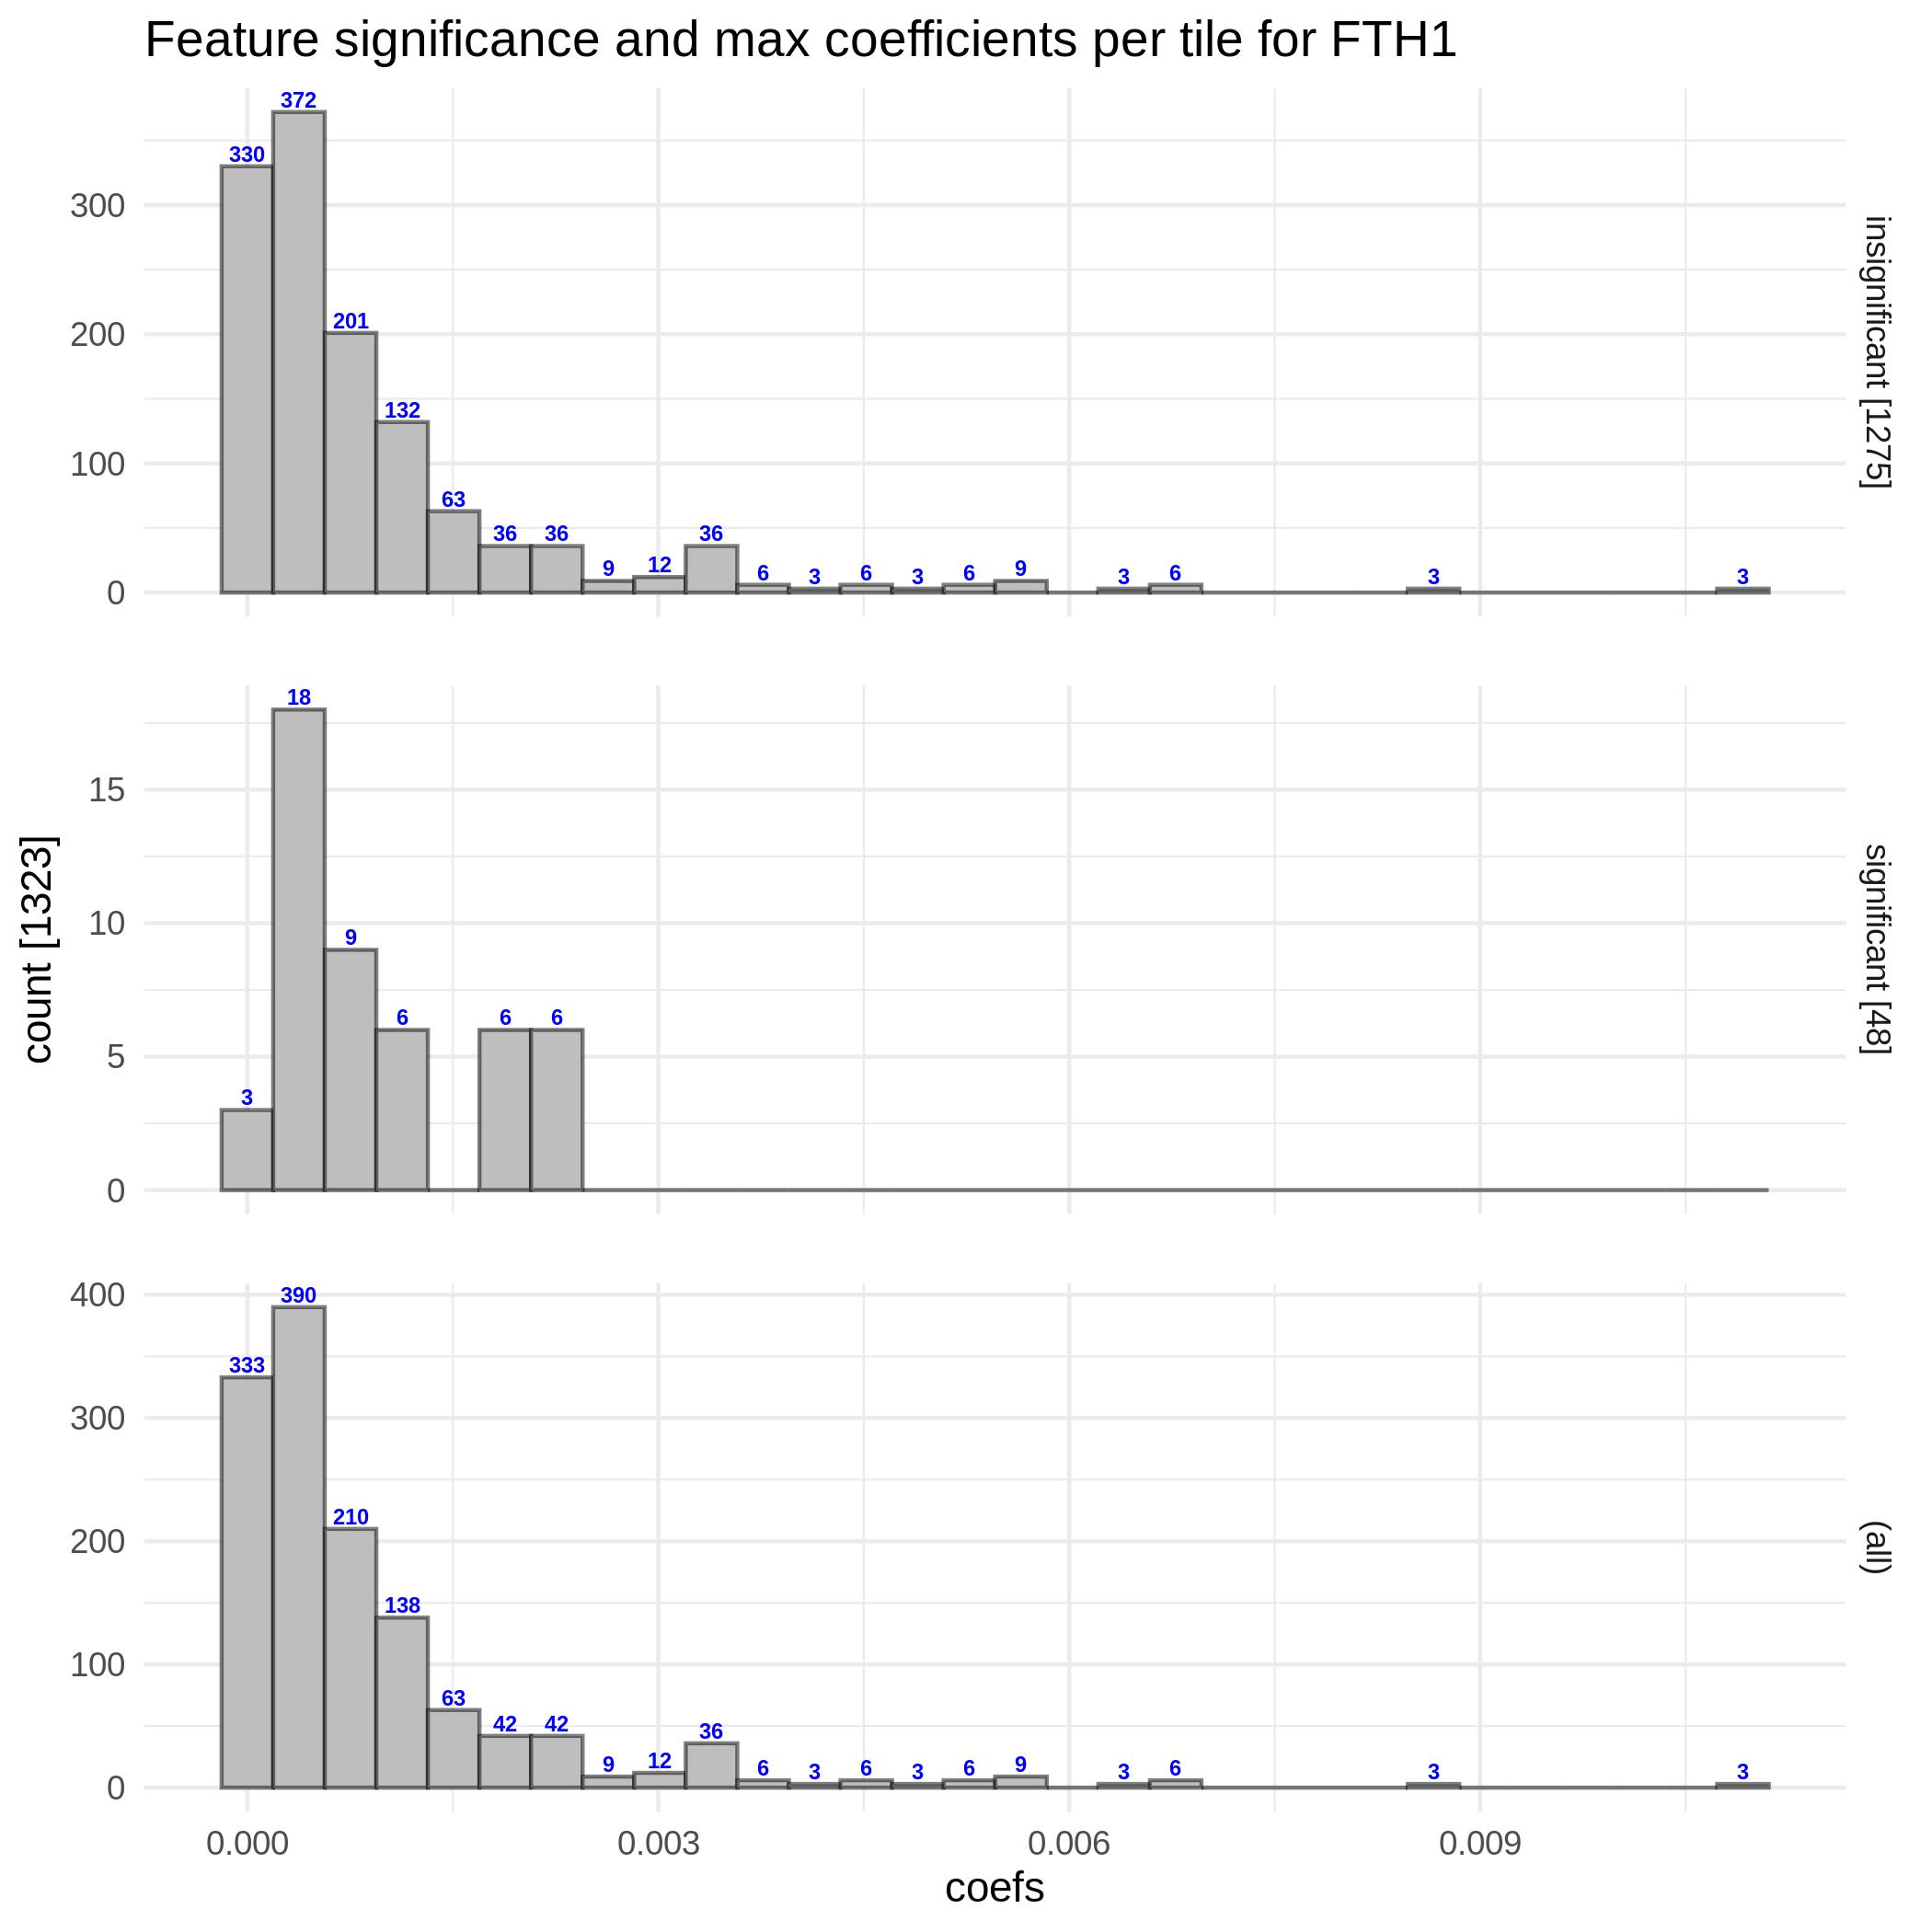 Feature significance and max coefficients per tile for FTH1
372
330
300
201
200
132
100
63
36 36 36
9 12 6 3 6 3 6 9 3 6 3 3
0
insignificant [1275]
count [1323]
18
15
10
9
6 6 6
5
3
0
significant [48]
400
390
333
300
210
200
138
100
63
42 42 36
9 12 6 3 6 3 6 9 3 6 3 3
0
(all)
0.000 0.003 0.006 0.009
coefs